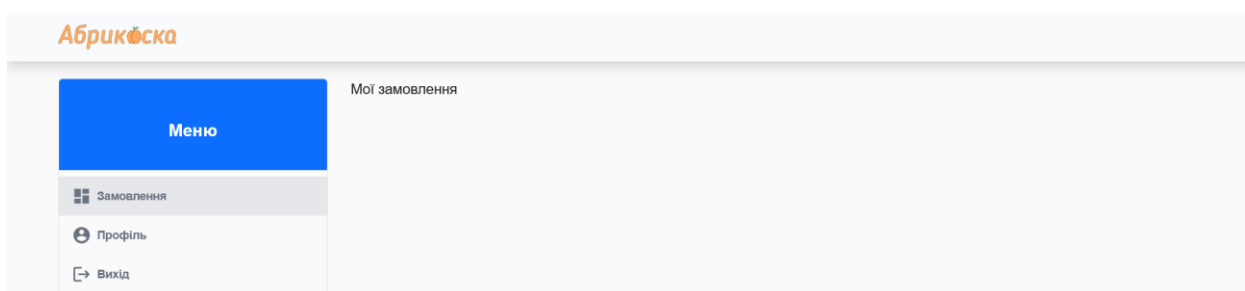 Абрикоска
Мої замовлення
Меню
Замовлення
Профіль
Вихід